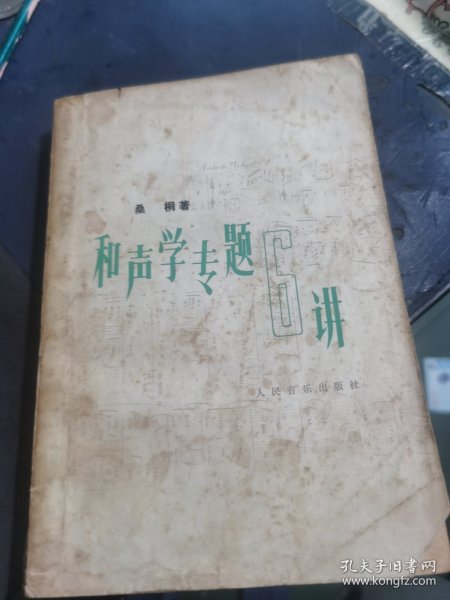 桑 桐著
和声学专题6讲
人民音乐出版社
孔夫子旧书网
www.kongfz.com